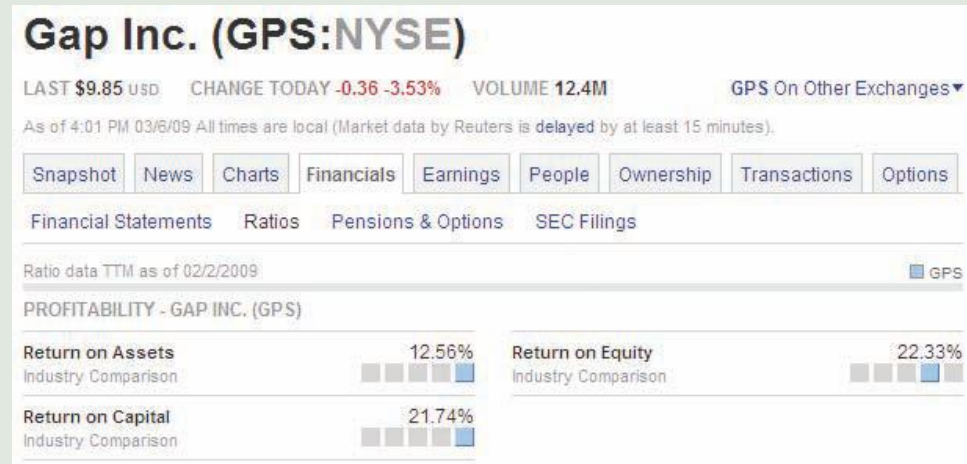 Gap Inc. (GPS:NYSE)
LAST $9.85 USD CHANGE TODAY -0.36 -3.53% VOLUME 12.4M GPS On Other Exchanges▾
As of 4:01 PM 03/6/09 All times are local (Market data by Reuters is delayed by at least 15 minutes).
Snapshot News Charts Financials Earnings People Ownership Transactions Options
Financial Statements Ratios Pensions & Options SEC Filings
Ratio data TTM as of 02/2/2009 GPS
PROFITABILITY - GAP INC. (GPS)
Return on Assets 12.56% Return on Equity 22.33%
Industry Comparison Industry Comparison
Return on Capital 21.74%
Industry Comparison